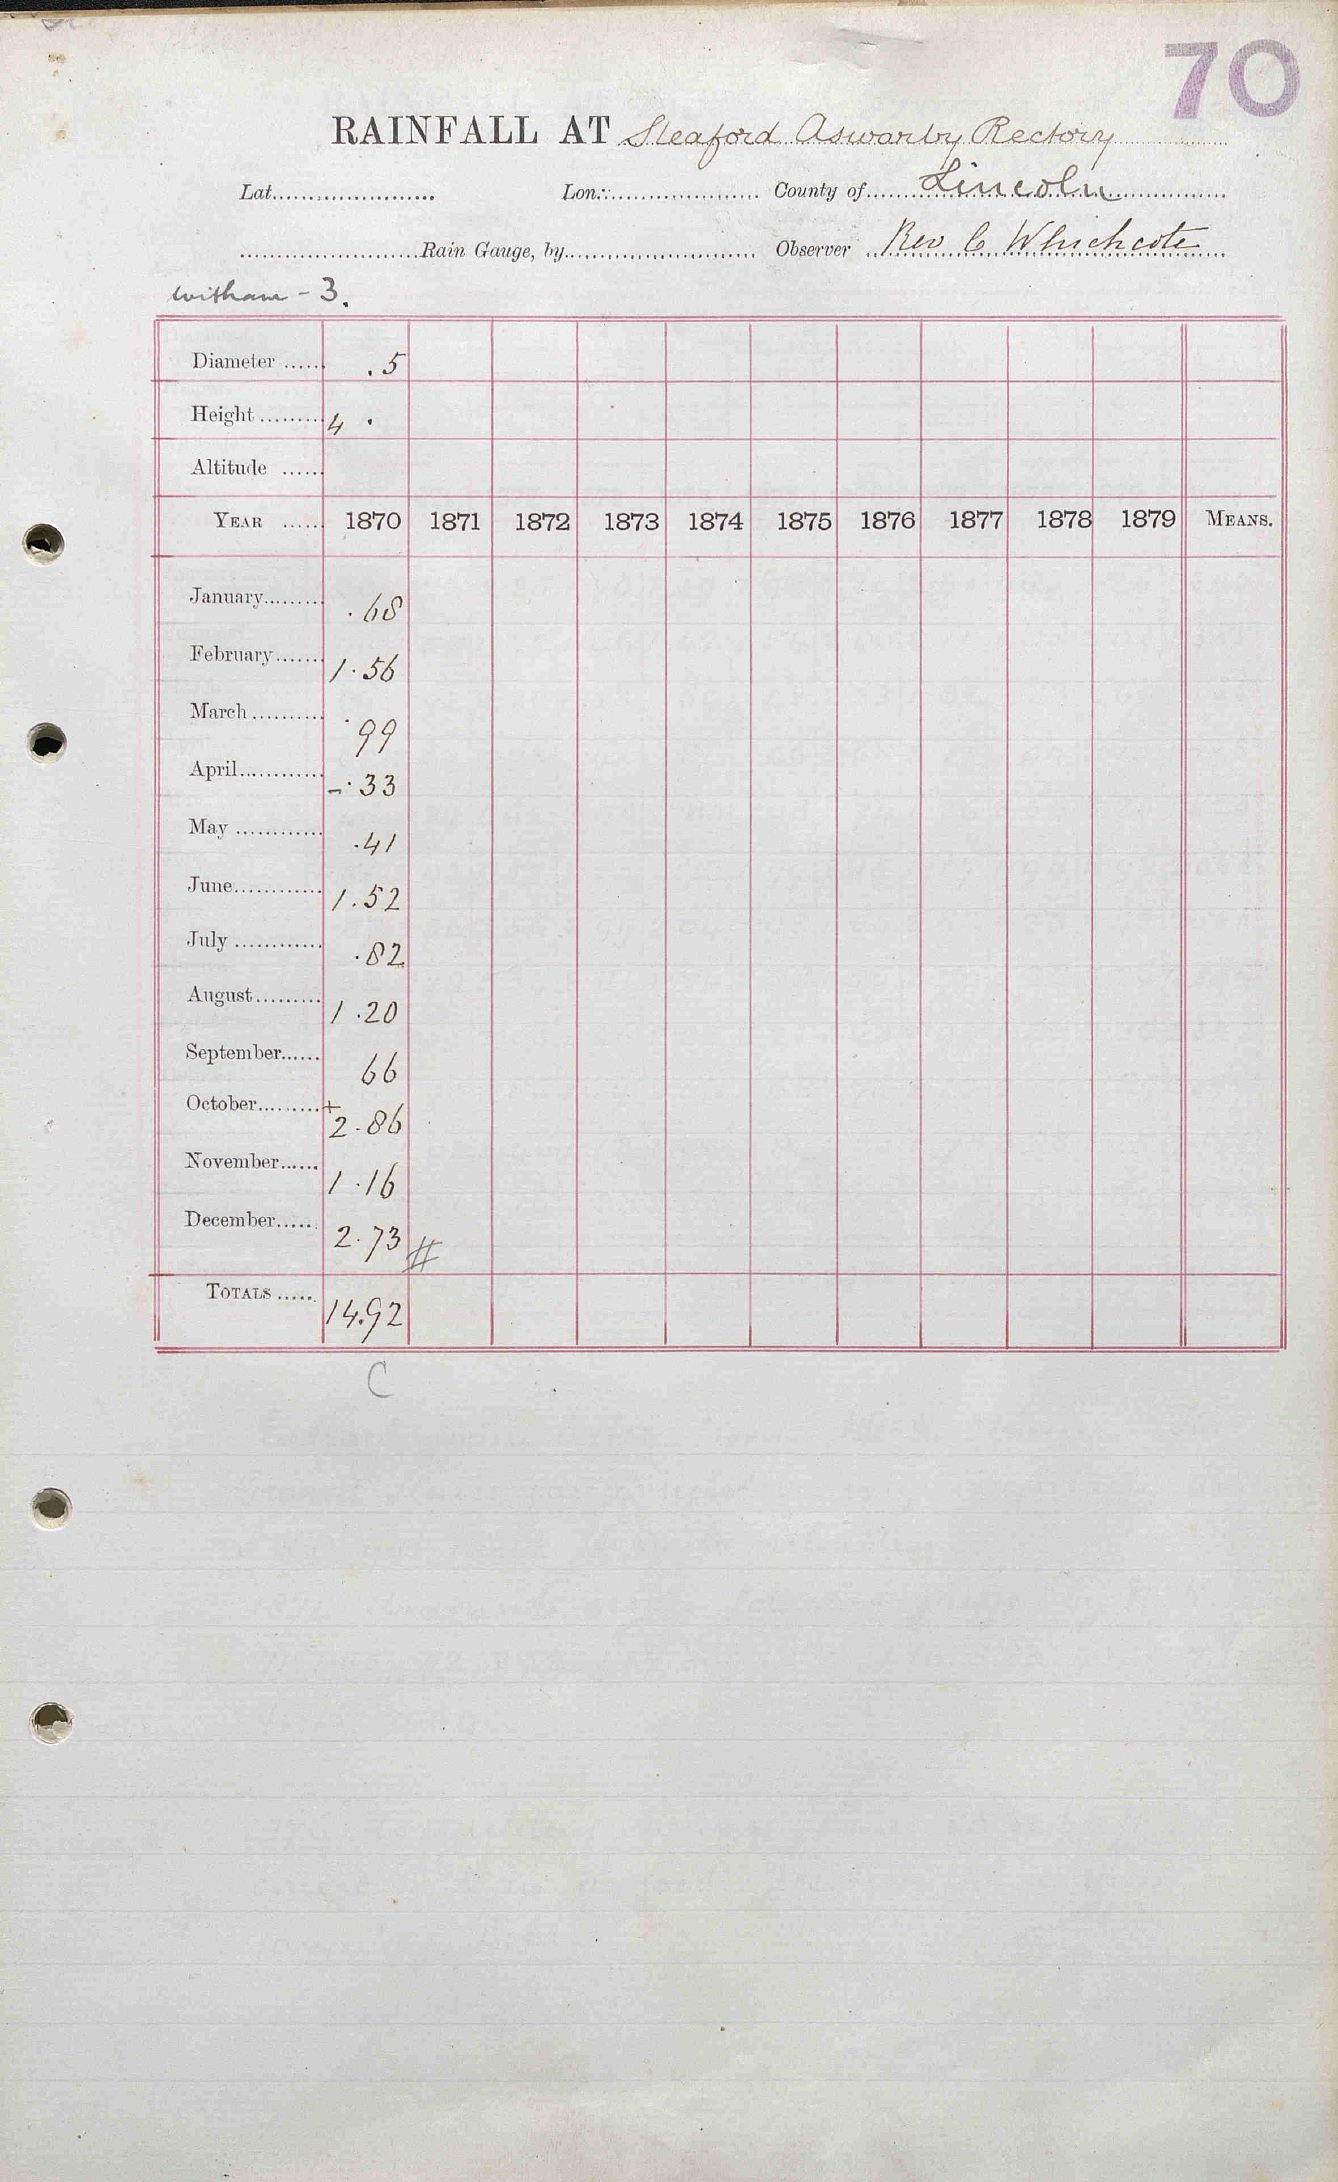 70
RAINFALL AT Sleaford Aswarby Rectory
Lat. Lon. County of Lincoln
Rain Gauge, by Observer Rev C Whichcote
Witham - 3.
Diameter ...... .5
Height ......... 4 .
Altitude ......
YEAR ...... 1870 1871 1872 1873 1874 1875 1876 1877 1878 1879 MEANS.
January......... .68
February...... 1.56
March.......... .99
April............ -.33
May ............ .41
June............ 1.52
July ............ .82
August......... 1.20
September...... 66
October......... + 2.86
November...... 1.16
December..... 2.73 #
TOTALS ..... 14.92
C